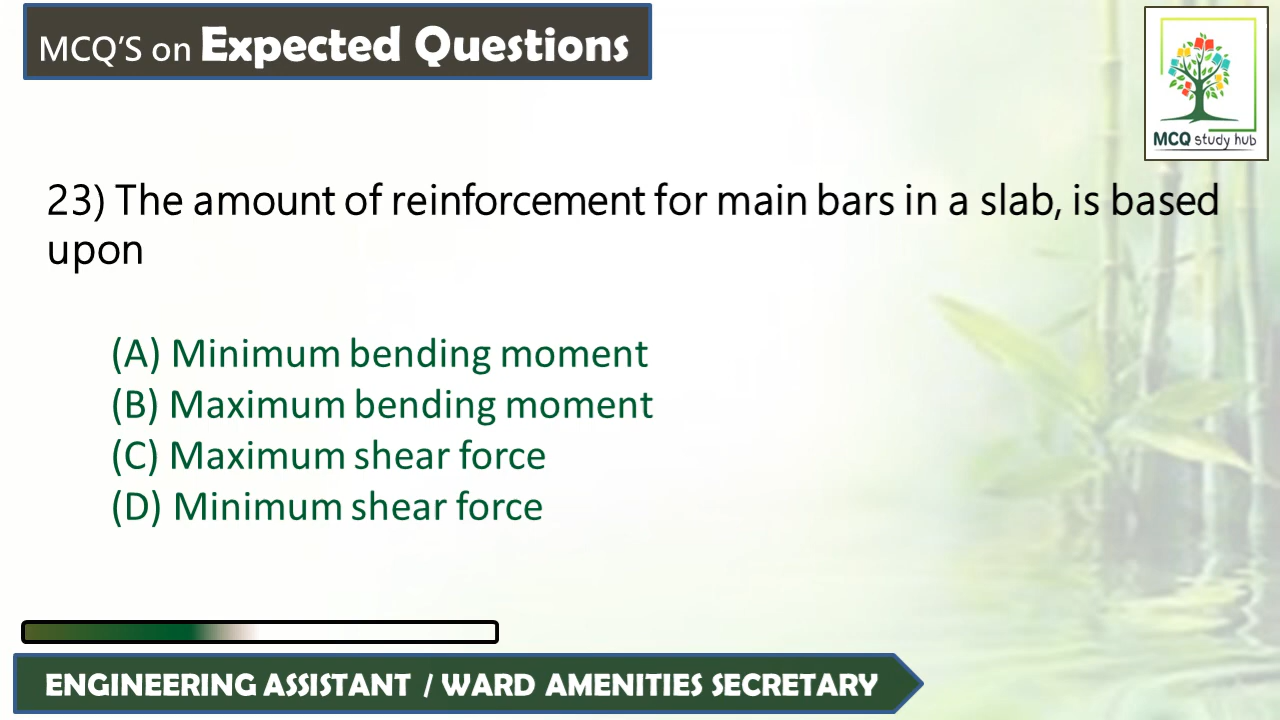 MCQ'S on Expected Questions
MCQ study hub
23) The amount of reinforcement for main bars in a slab, is based
upon
(A) Minimum bending moment
(B) Maximum bending moment
(C) Maximum shear force
(D) Minimum shear force
ENGINEERING ASSISTANT / WARD AMENITIES SECRETARY